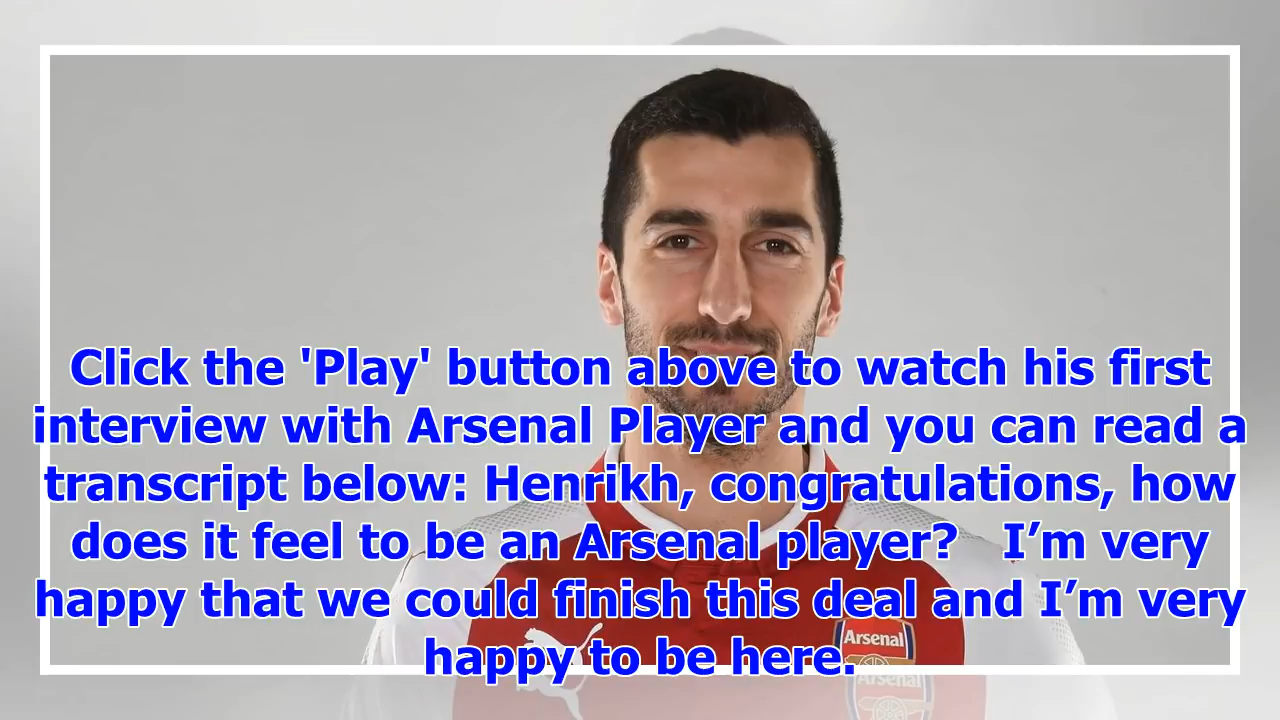 Click the 'Play' button above to watch his first
interview with Arsenal Player and you can read a
transcript below: Henrikh, congratulations, how
does it feel to be an Arsenal player?   I’m very
happy that we could finish this deal and I’m very
happy to be here.
Arsenal
Arsenal